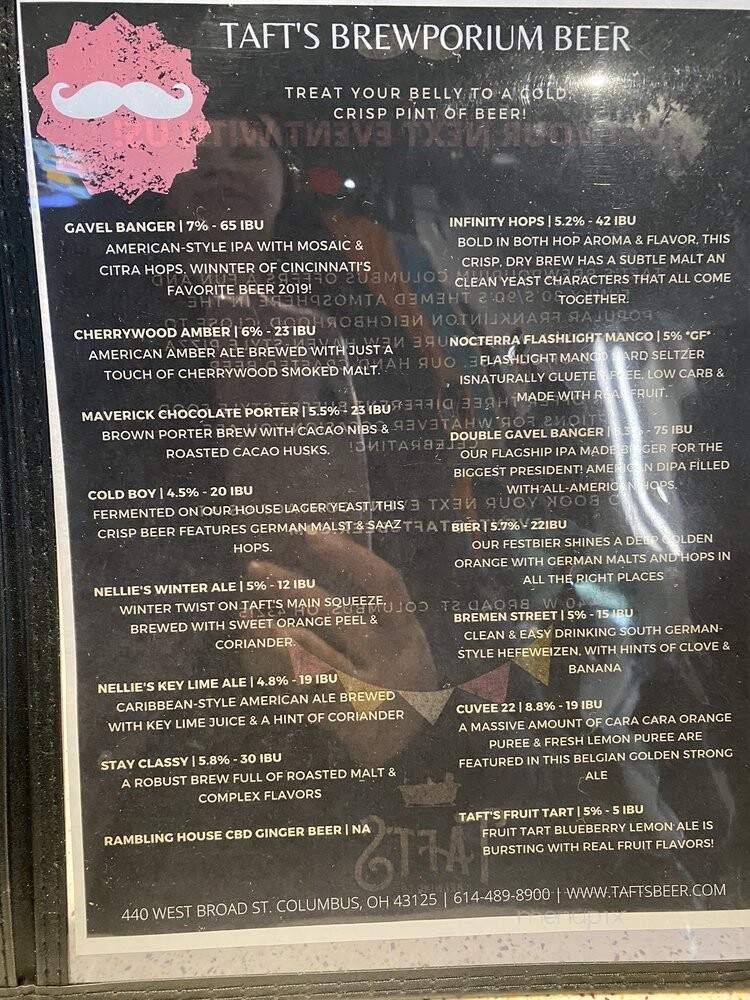 TAFT'S BREWPORIUM BEER
TREAT YOUR BELLY TO A COLD,
CRISP PINT OF BEER!
GAVEL BANGER | 7% - 65 IBU
AMERICAN-STYLE IPA WITH MOSAIC &
CITRA HOPS. WINNTER OF CINCINNATI'S
FAVORITE BEER 2019!
CHERRYWOOD AMBER | 6% - 23 IBU
AMERICAN AMBER ALE BREWED WITH JUST A
TOUCH OF CHERRYWOOD SMOKED MALT.
MAVERICK CHOCOLATE PORTER | 5.5% - 23 IBU
BROWN PORTER BREW WITH CACAO NIBS &
ROASTED CACAO HUSKS.
COLD BOY | 4.5% - 20 IBU
FERMENTED ON OUR HOUSE LAGER YEAST, THIS
CRISP BEER FEATURES GERMAN MALST & SAAZ
HOPS.
NELLIE'S WINTER ALE | 5% - 12 IBU
WINTER TWIST ON TAFT'S MAIN SQUEEZE,
BREWED WITH SWEET ORANGE PEEL &
CORIANDER.
NELLIE'S KEY LIME ALE | 4.8% - 19 IBU
CARIBBEAN-STYLE AMERICAN ALE BREWED
WITH KEY LIME JUICE & A HINT OF CORIANDER
STAY CLASSY | 5.8% - 30 IBU
A ROBUST BREW FULL OF ROASTED MALT &
COMPLEX FLAVORS
RAMBLING HOUSE CBD GINGER BEER | NA
INFINITY HOPS | 5.2% - 42 IBU
BOLD IN BOTH HOP AROMA & FLAVOR, THIS
CRISP, DRY BREW HAS A SUBTLE MALT AN
CLEAN YEAST CHARACTERS THAT ALL COME
TOGETHER.
NOCTERRA FLASHLIGHT MANGO | 5% *GF*
FLASHLIGHT MANGO HARD SELTZER
ISNATURALLY GLUETEN FREE, LOW CARB &
MADE WITH REAL FRUIT.
DOUBLE GAVEL BANGER | - 75 IBU
OUR FLAGSHIP IPA MADE BIGGER FOR THE
BIGGEST PRESIDENT! AMERICAN DIPA FILLED
WITH ALL-AMERICAN HOPS.
BIER | 5.7% - 22IBU
OUR FESTBIER SHINES A DEEP GOLDEN
ORANGE WITH GERMAN MALTS AND HOPS IN
ALL THE RIGHT PLACES
BREMEN STREET | 5% - 15 IBU
CLEAN & EASY DRINKING SOUTH GERMAN-
STYLE HEFEWEIZEN, WITH HINTS OF CLOVE &
BANANA
CUVEE 22 | 8.8% - 19 IBU
A MASSIVE AMOUNT OF CARA CARA ORANGE
PUREE & FRESH LEMON PUREE ARE
FEATURED IN THIS BELGIAN GOLDEN STRONG
ALE
TAFT'S FRUIT TART | 5% - 5 IBU
FRUIT TART BLUEBERRY LEMON ALE IS
BURSTING WITH REAL FRUIT FLAVORS!
440 WEST BROAD ST. COLUMBUS, OH 43125 | 614-489-8900 | WWW.TAFTSBEER.COM
menupix